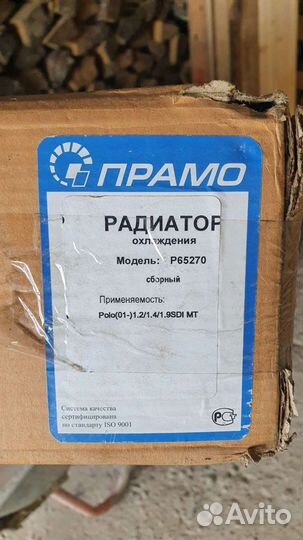 ПРАМО
РАДИАТОР
охлаждения
Модель: P65270
сборный
Применяемость:
Polo(01-)1.2/1.4/1.9SDI MT
Система качества
сертифицирована
по стандарту ISO 9001
Avito